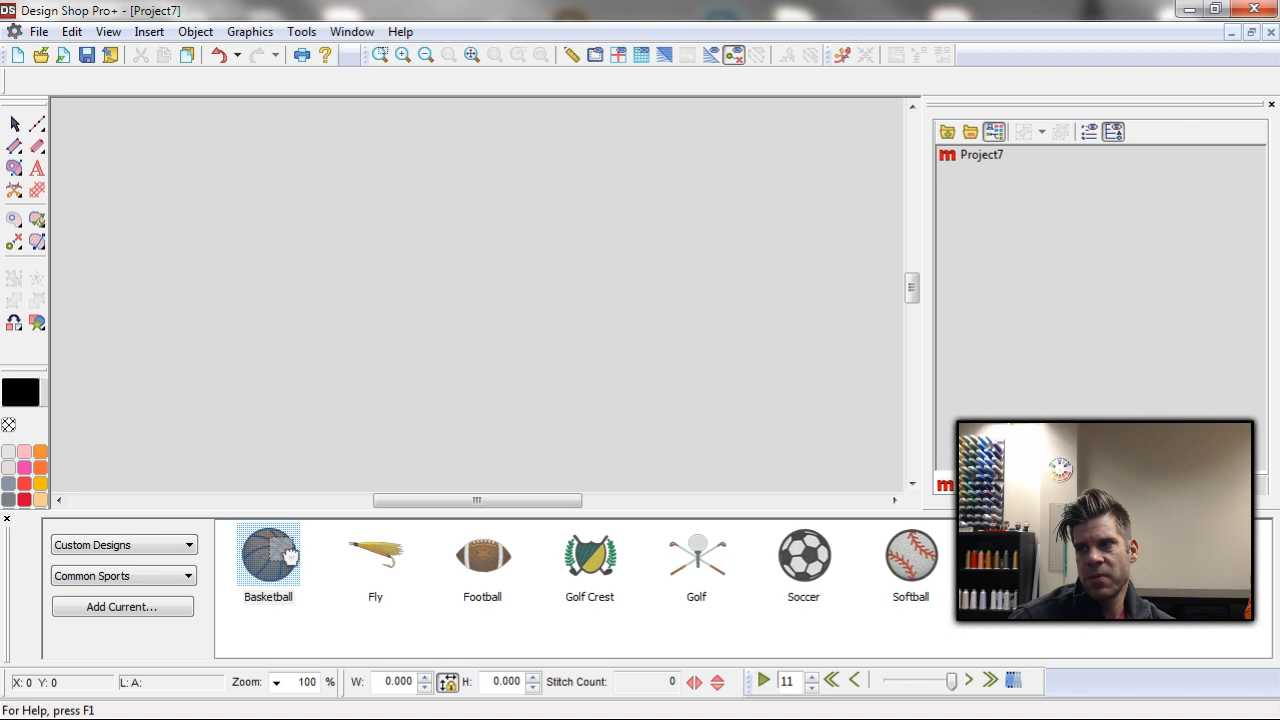 DS Design Shop Pro+ - [Project7]
File Edit View Insert Object Graphics Tools Window Help
m Project7
m
Custom Designs
Common Sports
Add Current...
Basketball Fly Football Golf Crest Golf Soccer Softball
X: 0 Y: 0 L: A: Zoom: 100 % W: 0.000 H: 0.000 Stitch Count: 0 11
For Help, press F1